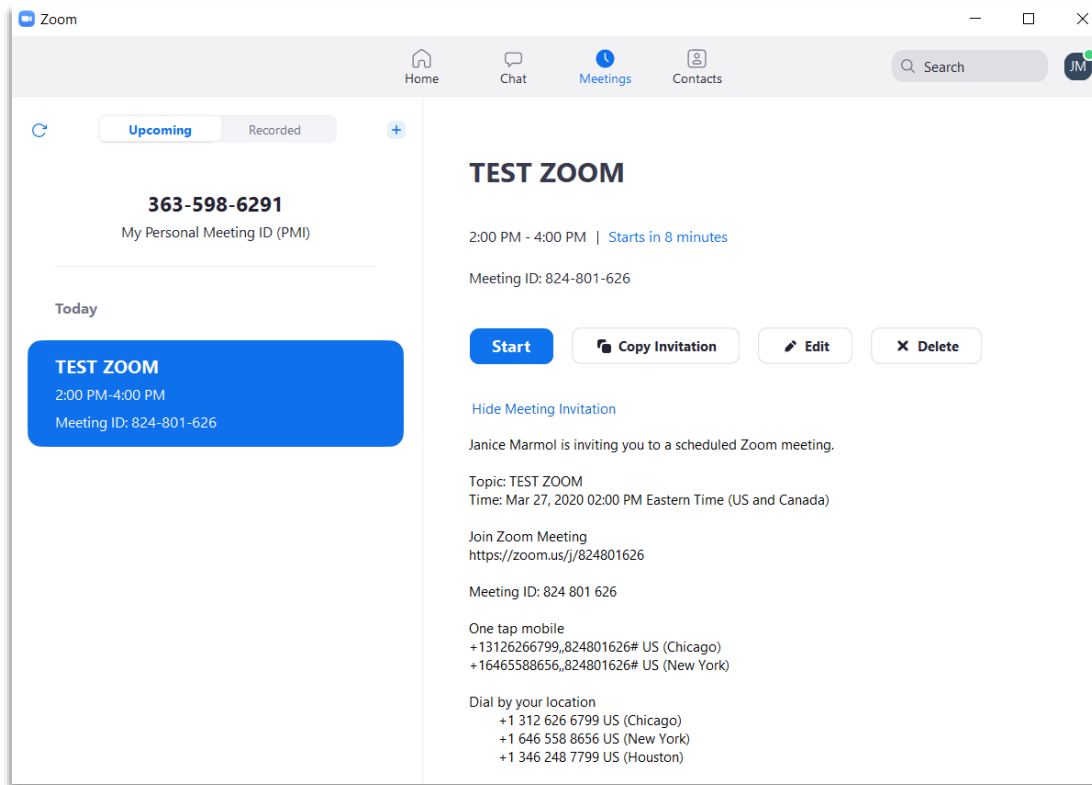 Zoom
Home
Chat
Meetings
Contacts
Search
JM
Upcoming
Recorded
+
363-598-6291
My Personal Meeting ID (PMI)
Today
TEST ZOOM
2:00 PM-4:00 PM
Meeting ID: 824-801-626
TEST ZOOM
2:00 PM - 4:00 PM | Starts in 8 minutes
Meeting ID: 824-801-626
Start
Copy Invitation
Edit
Delete
Hide Meeting Invitation
Janice Marmol is inviting you to a scheduled Zoom meeting.
Topic: TEST ZOOM
Time: Mar 27, 2020 02:00 PM Eastern Time (US and Canada)
Join Zoom Meeting
https://zoom.us/j/824801626
Meeting ID: 824 801 626
One tap mobile
+13126266799,,824801626# US (Chicago)
+16465588656,,824801626# US (New York)
Dial by your location
+1 312 626 6799 US (Chicago)
+1 646 558 8656 US (New York)
+1 346 248 7799 US (Houston)